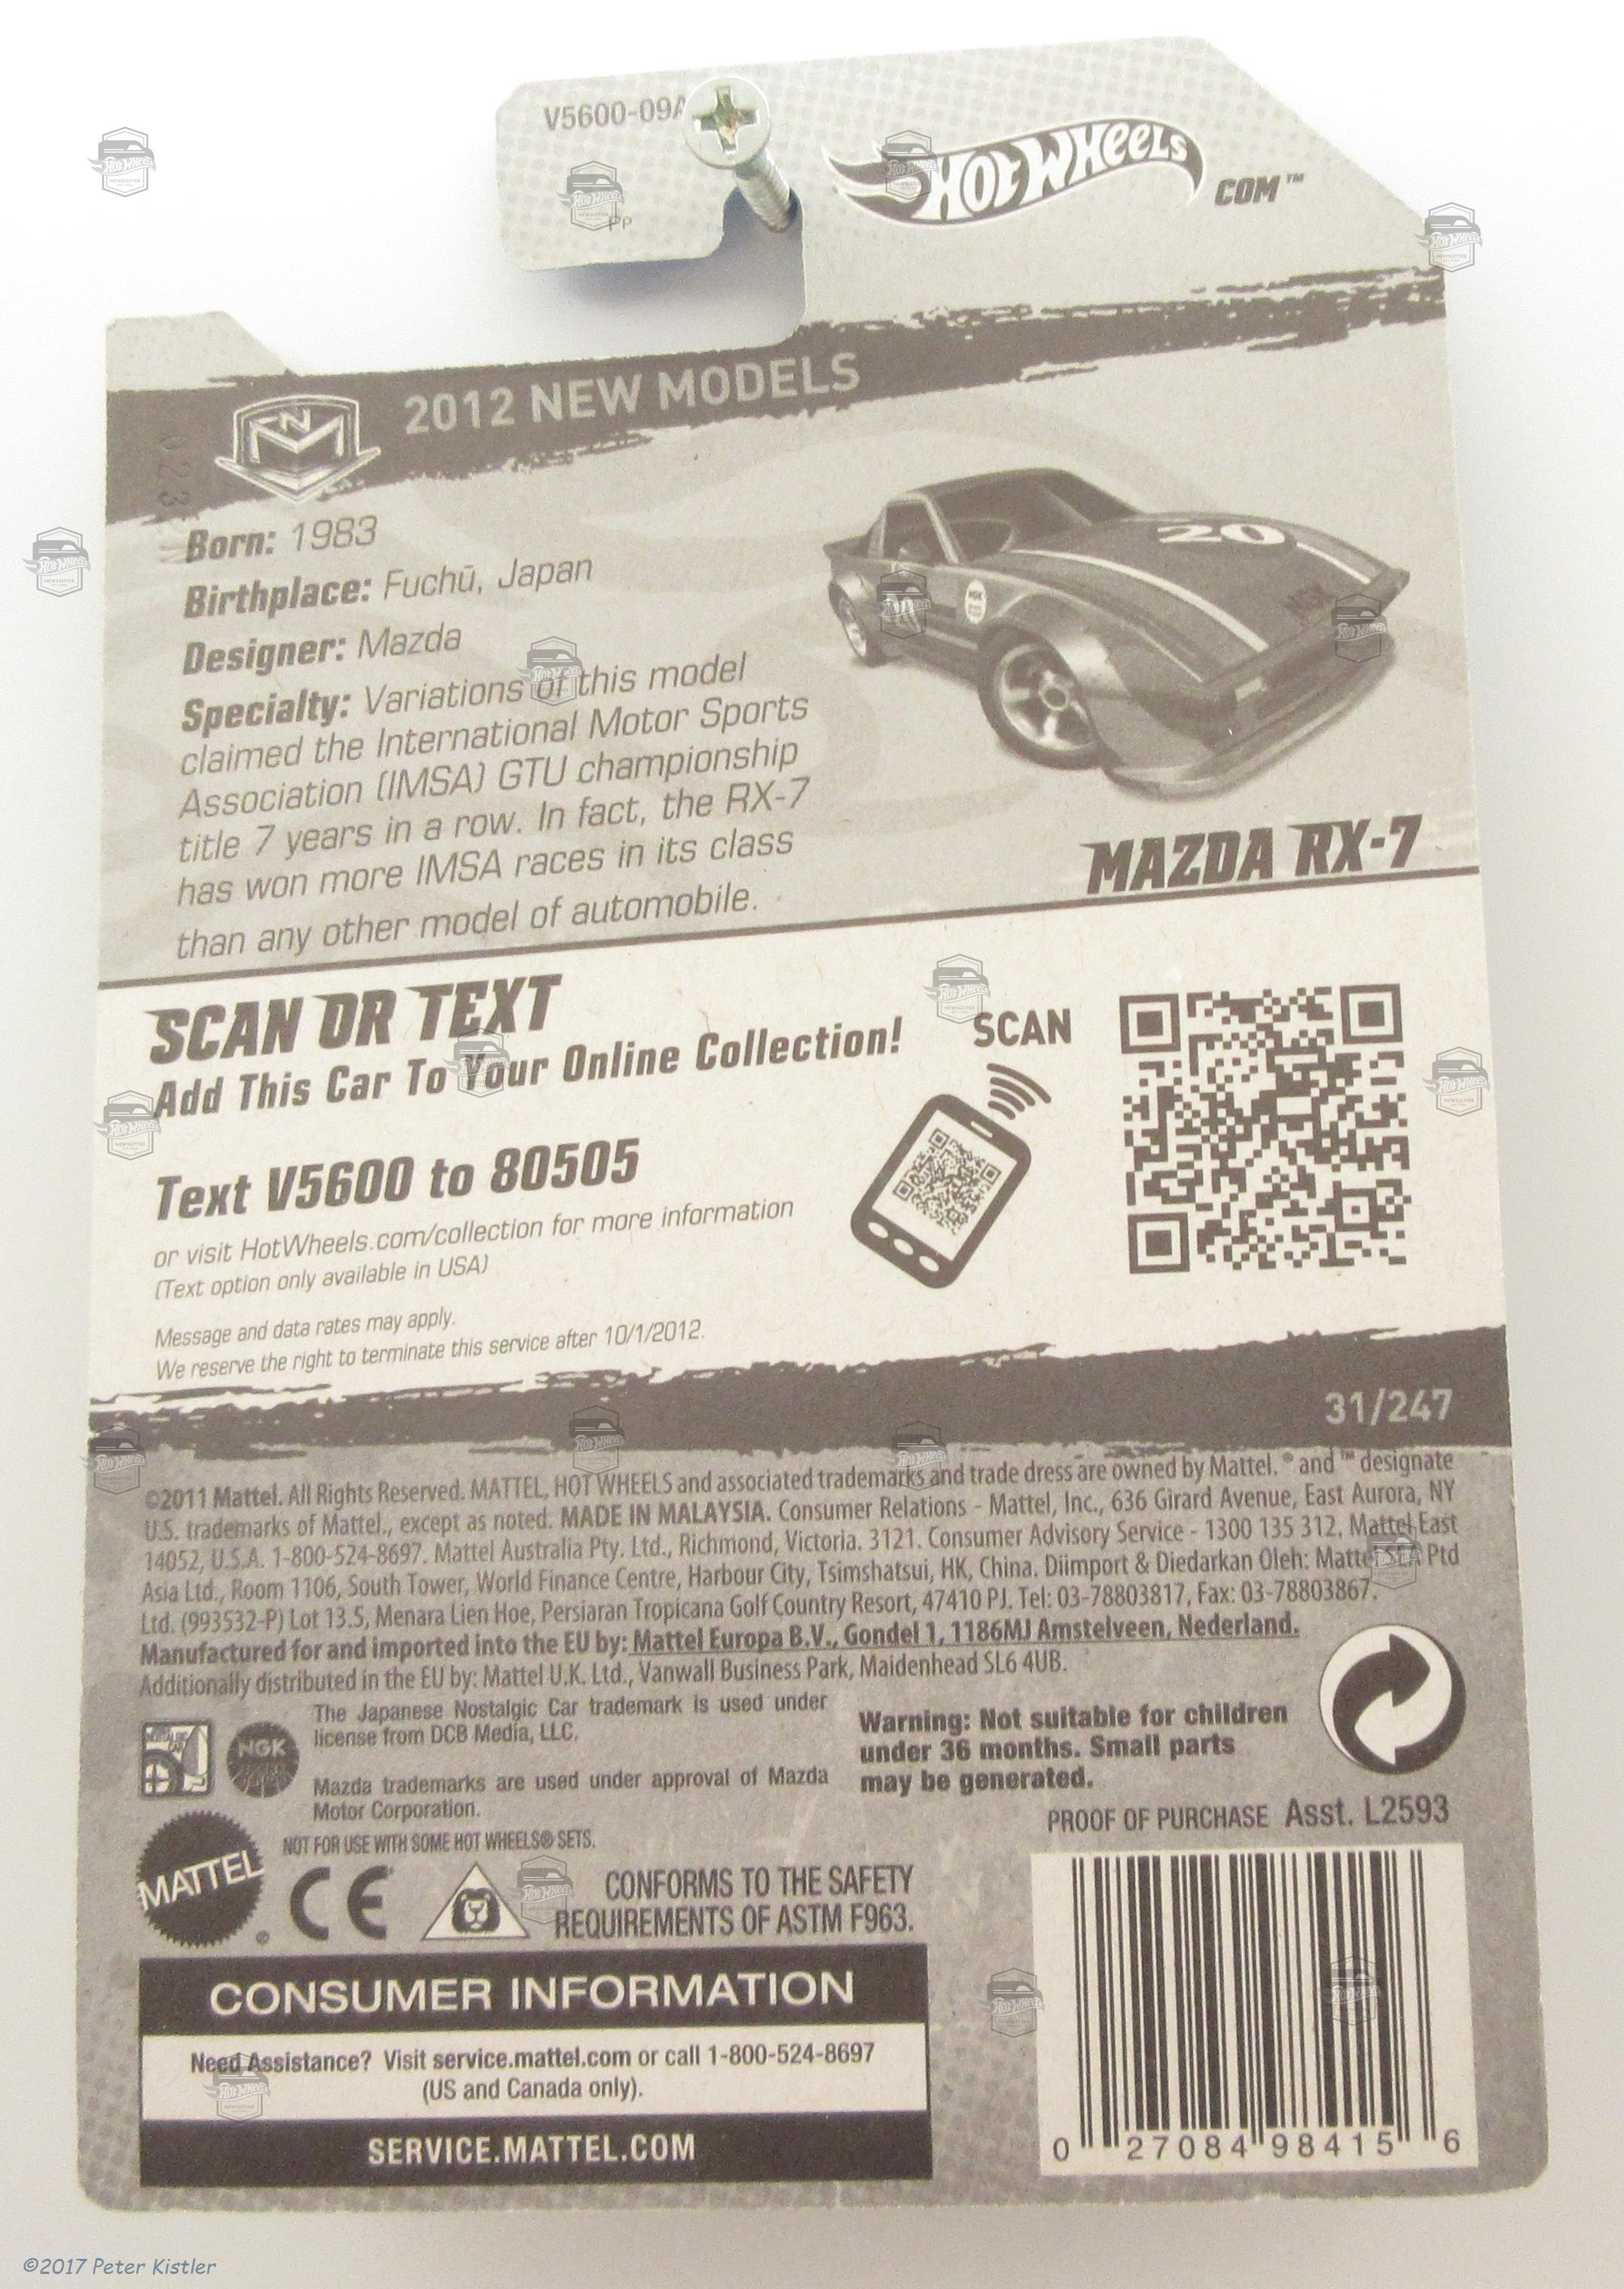 V5600-09A
Hot Wheels
COM™
PP
2012 NEW MODELS
023
Born: 1983
Birthplace: Fuchū, Japan
Designer: Mazda
Specialty: Variations of this model
claimed the International Motor Sports
Association (IMSA) GTU championship
title 7 years in a row. In fact, the RX-7
has won more IMSA races in its class
than any other model of automobile.
20
NGK
MAZDA RX-7
SCAN OR TEXT
Add This Car To Your Online Collection!
SCAN
Text V5600 to 80505
or visit HotWheels.com/collection for more information
(Text option only available in USA)
Message and data rates may apply.
We reserve the right to terminate this service after 10/1/2012.
31/247
©2011 Mattel. All Rights Reserved. MATTEL, HOT WHEELS and associated trademarks and trade dress are owned by Mattel. ® and ™ designate
U.S. trademarks of Mattel., except as noted. MADE IN MALAYSIA. Consumer Relations - Mattel, Inc., 636 Girard Avenue, East Aurora, NY
14052, U.S.A. 1-800-524-8697. Mattel Australia Pty. Ltd., Richmond, Victoria. 3121. Consumer Advisory Service - 1300 135 312. Mattel East
Asia Ltd., Room 1106, South Tower, World Finance Centre, Harbour City, Tsimshatsui, HK, China. Diimport & Diedarkan Oleh: Mattel SEA Ptd
Ltd. (993532-P) Lot 13.5, Menara Lien Hoe, Persiaran Tropicana Golf Country Resort, 47410 PJ. Tel: 03-78803817, Fax: 03-78803867.
Manufactured for and imported into the EU by: Mattel Europa B.V., Gondel 1, 1186MJ Amstelveen, Nederland.
Additionally distributed in the EU by: Mattel U.K. Ltd., Vanwall Business Park, Maidenhead SL6 4UB.
The Japanese Nostalgic Car trademark is used under
license from DCB Media, LLC.
NGK
Mazda trademarks are used under approval of Mazda
Motor Corporation.
Warning: Not suitable for children
under 36 months. Small parts
may be generated.
PROOF OF PURCHASE Asst. L2593
NOT FOR USE WITH SOME HOT WHEELS® SETS.
MATTEL
CE
CONFORMS TO THE SAFETY
REQUIREMENTS OF ASTM F963.
CONSUMER INFORMATION
Need Assistance? Visit service.mattel.com or call 1-800-524-8697
(US and Canada only).
SERVICE.MATTEL.COM
0 27084 98415 6
©2017 Peter Kistler